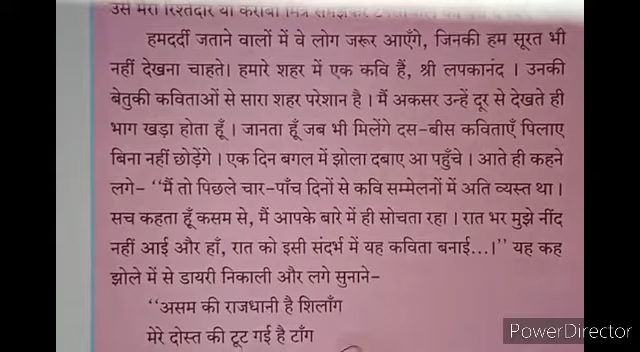 उसे मेरा रिश्तेदार या करीबी मित्र समझकर
हमदर्दी जताने वालों में वे लोग जरूर आएँगे, जिनकी हम सूरत भी
नहीं देखना चाहते। हमारे शहर में एक कवि हैं, श्री लपकानंद । उनकी
बेतुकी कविताओं से सारा शहर परेशान है । मैं अकसर उन्हें दूर से देखते ही
भाग खड़ा होता हूँ । जानता हूँ जब भी मिलेंगे दस-बीस कविताएँ पिलाए
बिना नहीं छोड़ेंगे । एक दिन बगल में झोला दबाए आ पहुँचे । आते ही कहने
लगे- ‘‘मैं तो पिछले चार-पाँच दिनों से कवि सम्मेलनों में अति व्यस्त था ।
सच कहता हूँ कसम से, मैं आपके बारे में ही सोचता रहा । रात भर मुझे नींद
नहीं आई और हाँ, रात को इसी संदर्भ में यह कविता बनाई...।’’ यह कह
झोले में से डायरी निकाली और लगे सुनाने-
‘‘असम की राजधानी है शिलाँग
मेरे दोस्त की टूट गई है टाँग
PowerDirector